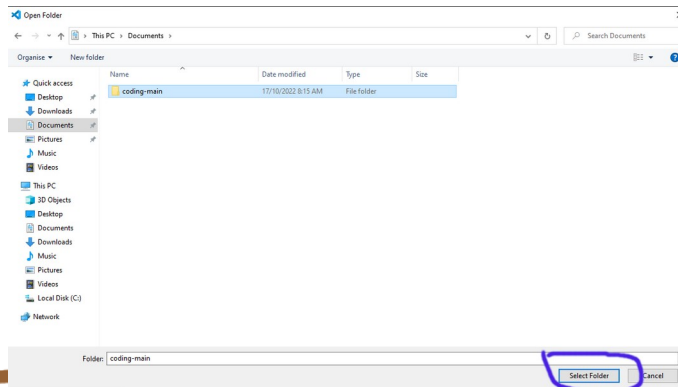 Open Folder
This PC > Documents >
Search Documents
Organise
New folder
Name
Date modified
Type
Size
Quick access
Desktop
Downloads
Documents
Pictures
Music
Videos
This PC
3D Objects
Desktop
Documents
Downloads
Music
Pictures
Videos
Local Disk (C:)
Network
coding-main
17/10/2022 8:15 AM
File folder
Folder: coding-main
Select Folder
Cancel